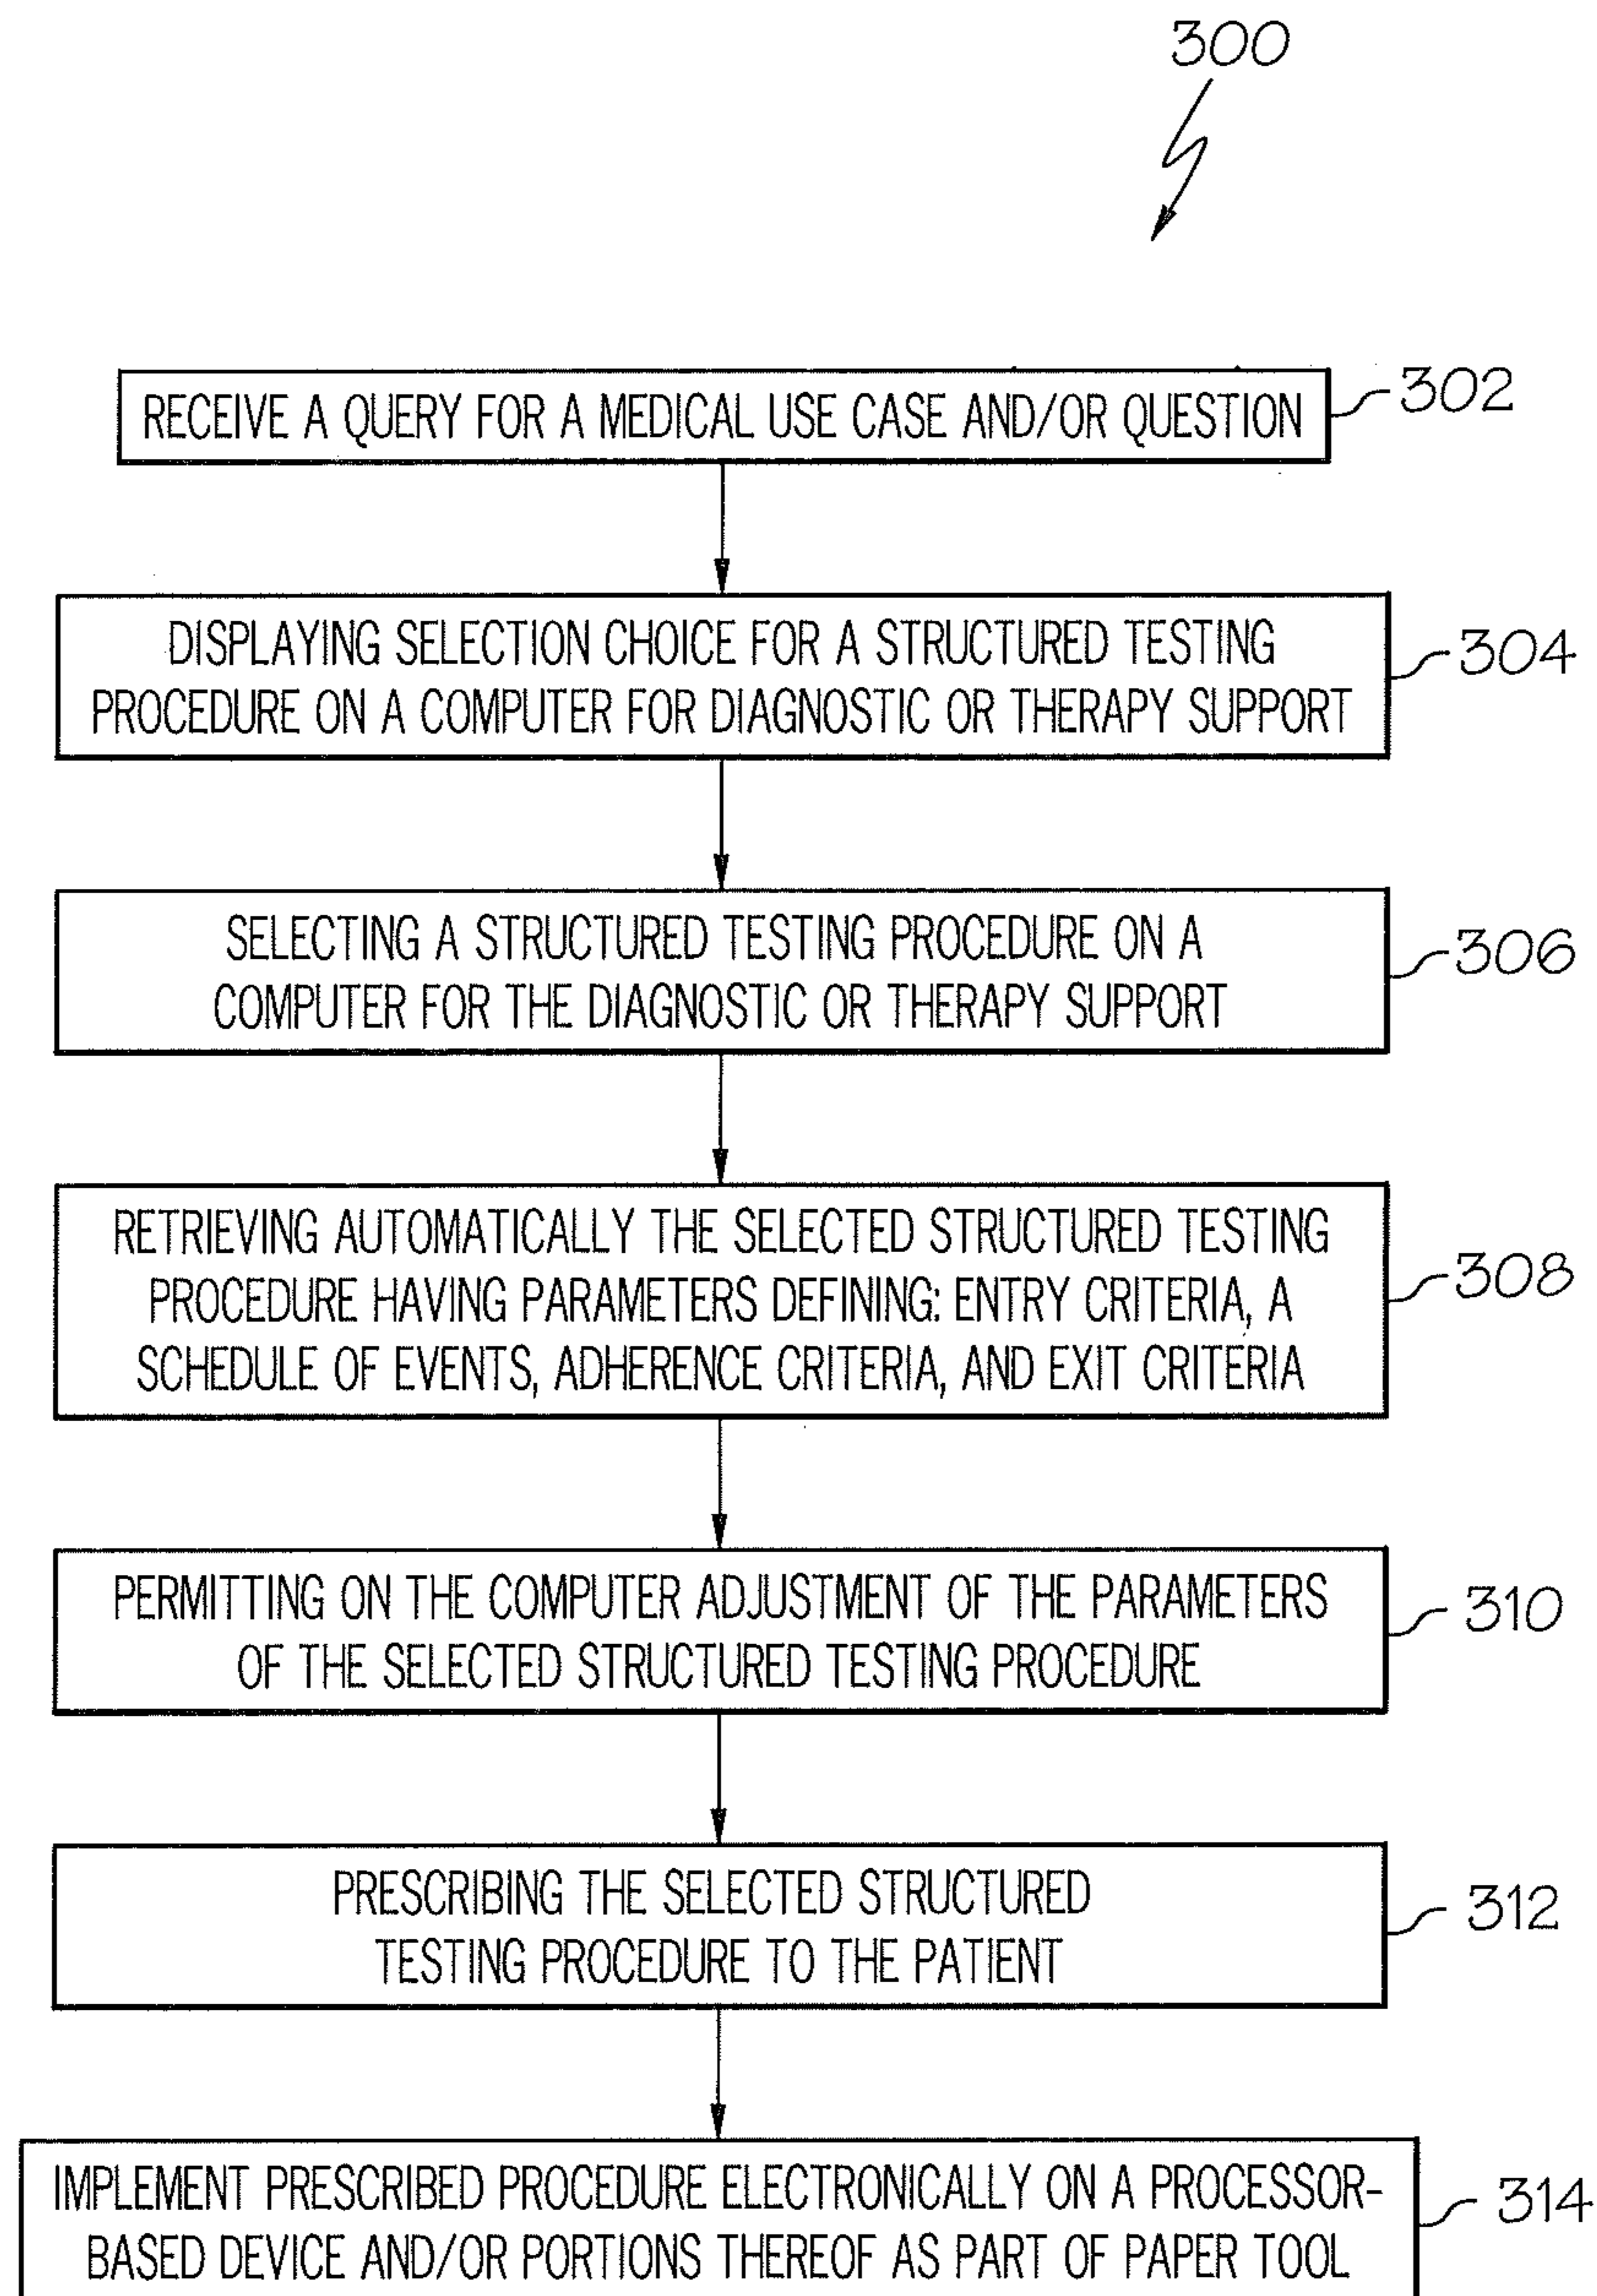 300
RECEIVE A QUERY FOR A MEDICAL USE CASE AND/OR QUESTION
302
DISPLAYING SELECTION CHOICE FOR A STRUCTURED TESTING
PROCEDURE ON A COMPUTER FOR DIAGNOSTIC OR THERAPY SUPPORT
304
SELECTING A STRUCTURED TESTING PROCEDURE ON A
COMPUTER FOR THE DIAGNOSTIC OR THERAPY SUPPORT
306
RETRIEVING AUTOMATICALLY THE SELECTED STRUCTURED TESTING
PROCEDURE HAVING PARAMETERS DEFINING: ENTRY CRITERIA, A
SCHEDULE OF EVENTS, ADHERENCE CRITERIA, AND EXIT CRITERIA
308
PERMITTING ON THE COMPUTER ADJUSTMENT OF THE PARAMETERS
OF THE SELECTED STRUCTURED TESTING PROCEDURE
310
PRESCRIBING THE SELECTED STRUCTURED
TESTING PROCEDURE TO THE PATIENT
312
IMPLEMENT PRESCRIBED PROCEDURE ELECTRONICALLY ON A PROCESSOR-
BASED DEVICE AND/OR PORTIONS THEREOF AS PART OF PAPER TOOL
314